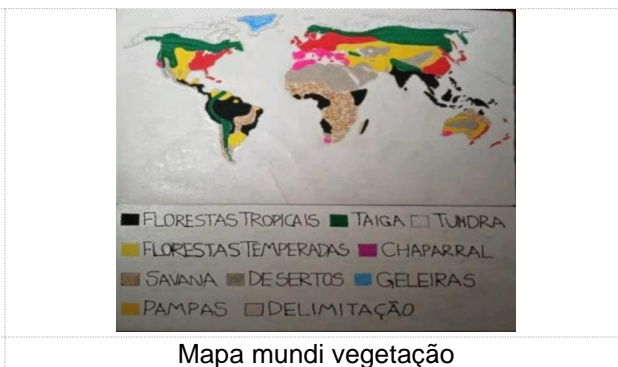 FLORESTAS TROPICAIS TAIGA TUNDRA
FLORESTAS TEMPERADAS CHAPARRAL
SAVANA DESERTOS GELEIRAS
PAMPAS DELIMITAÇÃO
Mapa mundi vegetação